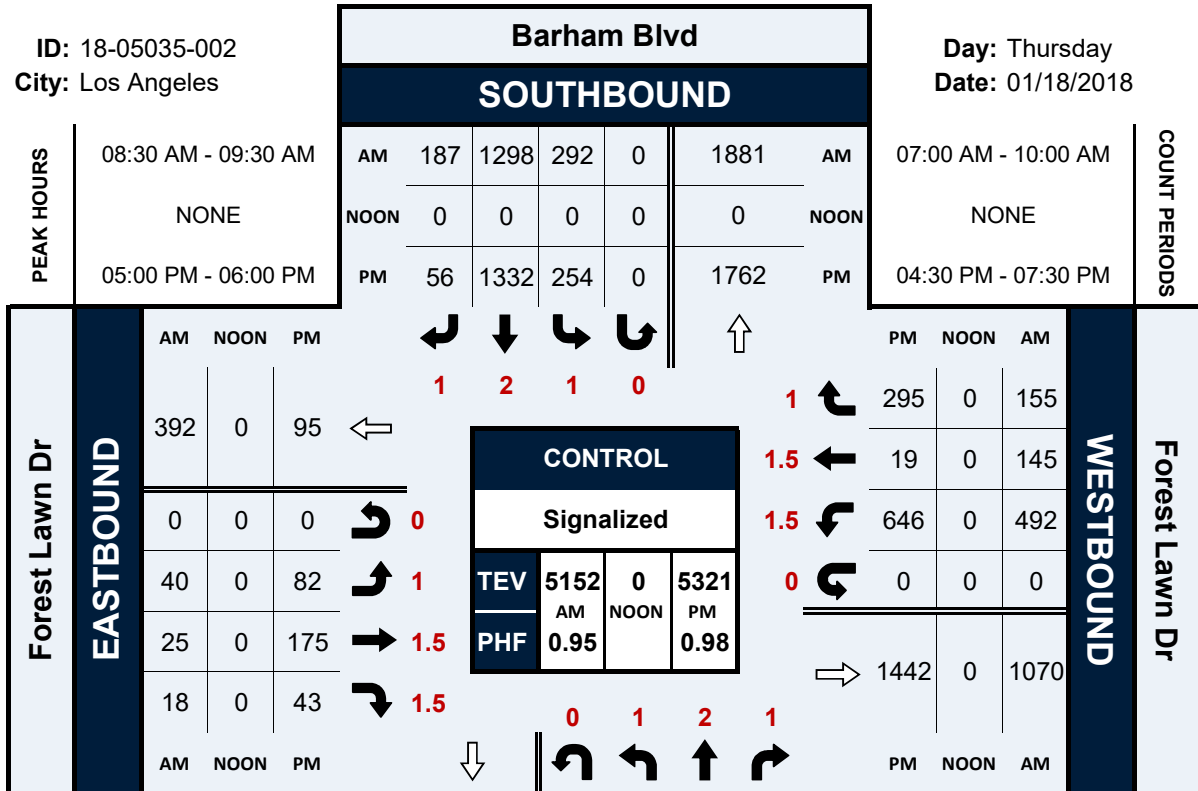 ID: 18-05035-002
City: Los Angeles
Barham Blvd
SOUTHBOUND
Day: Thursday
Date: 01/18/2018
PEAK HOURS
08:30 AM - 09:30 AM
NONE
05:00 PM - 06:00 PM
AM 187 1298 292 0 1881 AM
NOON 0 0 0 0 0 NOON
PM 56 1332 254 0 1762 PM
07:00 AM - 10:00 AM
NONE
04:30 PM - 07:30 PM
COUNT PERIODS
1 2 1 0
Forest Lawn Dr
EASTBOUND
AM NOON PM
392 0 95
0 0 0 0
40 0 82 1
25 0 175 1.5
18 0 43 1.5
AM NOON PM
CONTROL
Signalized
TEV 5152 0 5321
AM NOON PM
PHF 0.95 0.98
PM NOON AM
1 295 0 155
1.5 19 0 145
1.5 646 0 492
0 0 0 0
1442 0 1070
PM NOON AM
WESTBOUND
Forest Lawn Dr
0 1 2 1